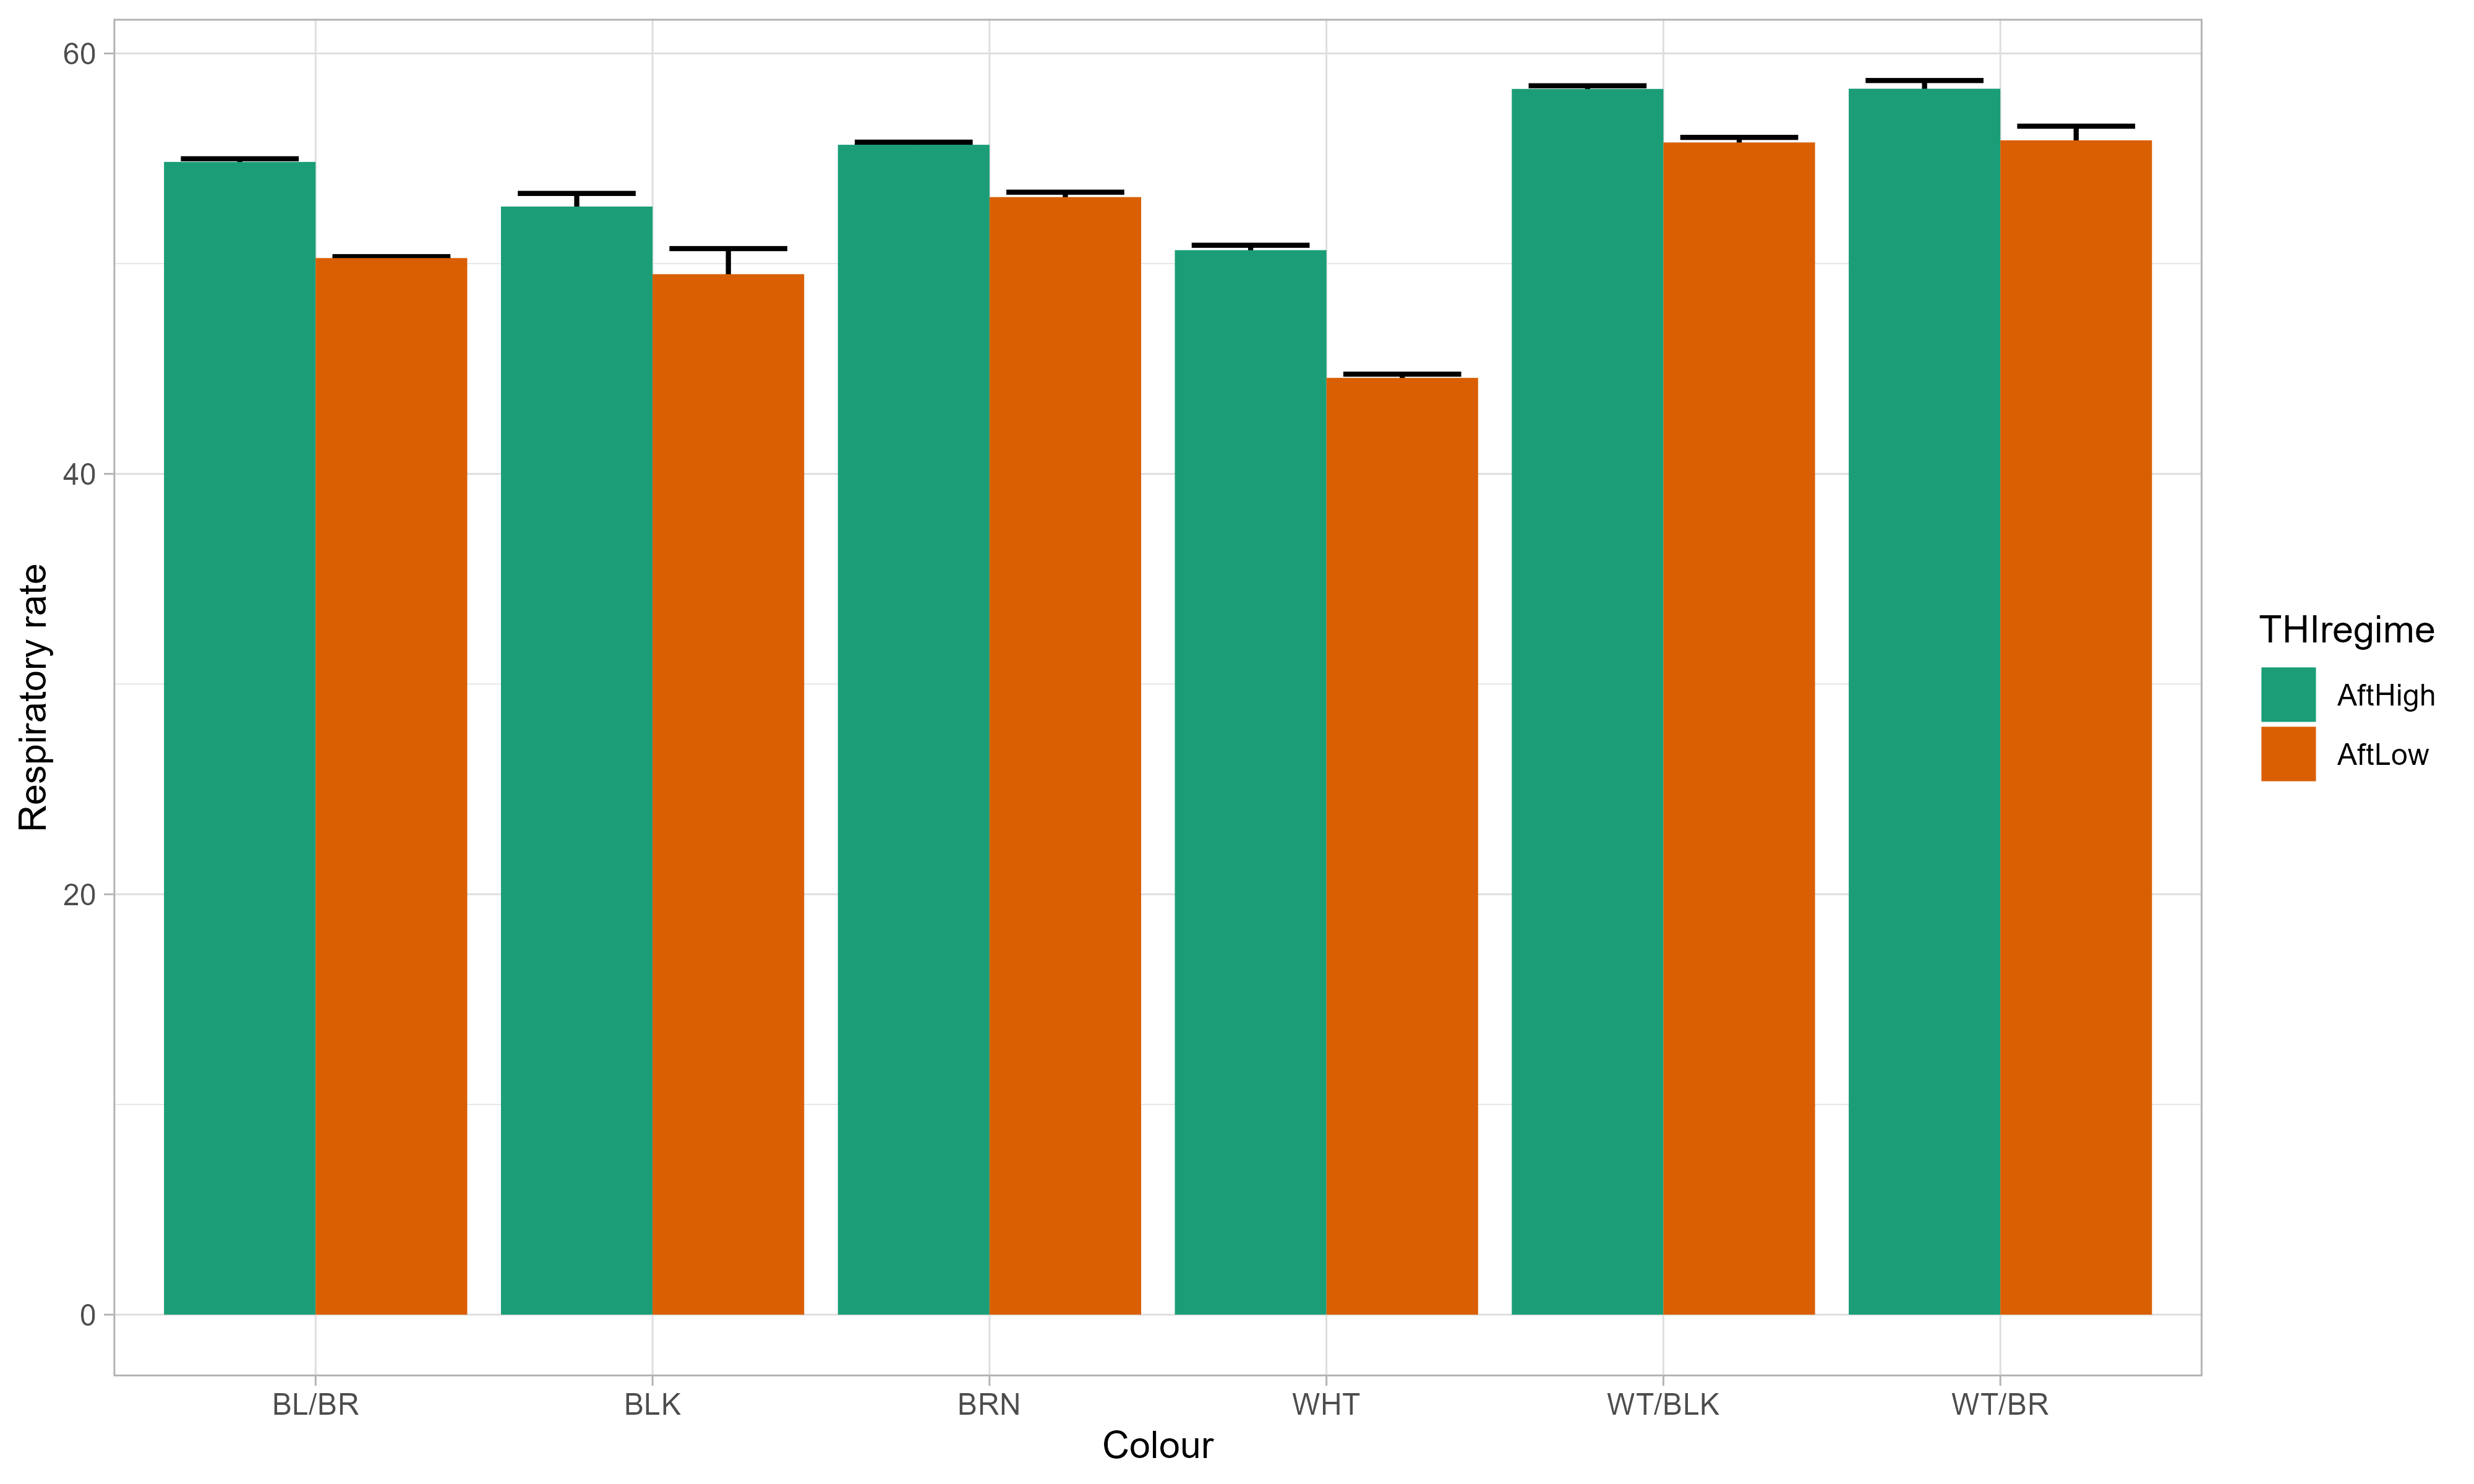 60
40
20
0
Respiratory rate
BL/BR
BLK
BRN
WHT
WT/BLK
WT/BR
Colour
THIregime
AftHigh
AftLow